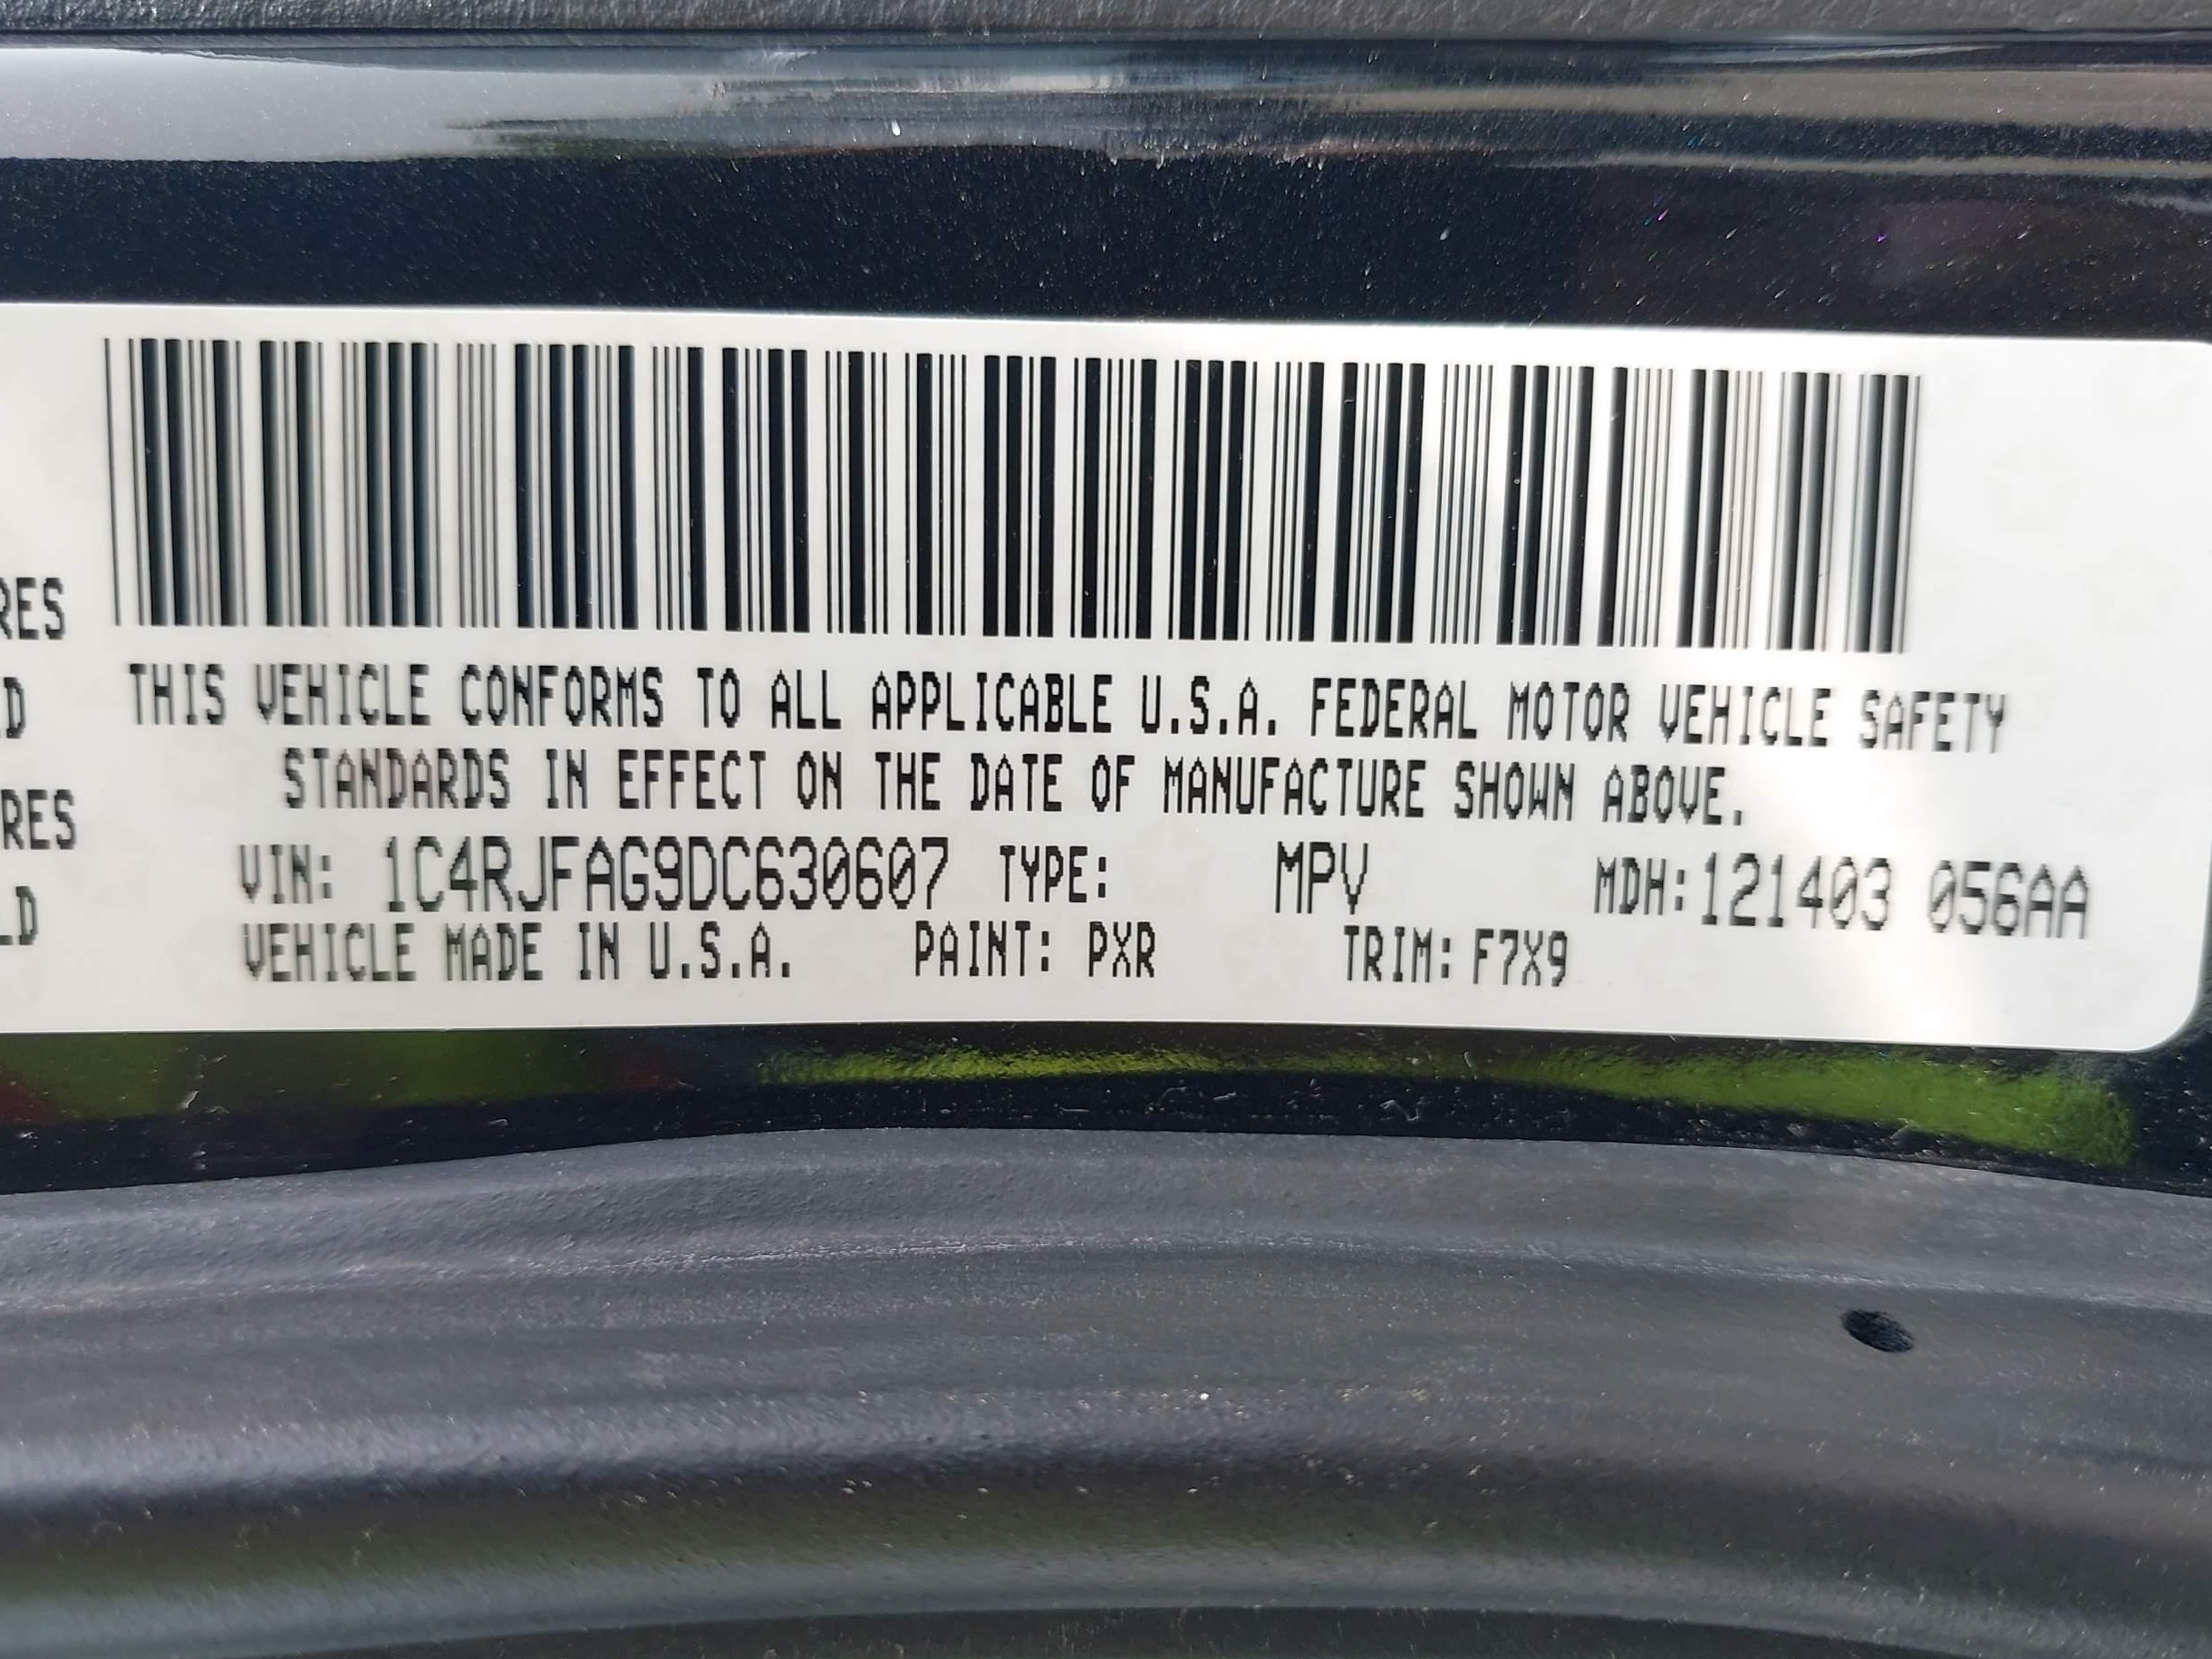 RES
THIS VEHICLE CONFORMS TO ALL APPLICABLE U.S.A. FEDERAL MOTOR VEHICLE SAFETY
LD
STANDARDS IN EFFECT ON THE DATE OF MANUFACTURE SHOWN ABOVE.
RES
VIN: 1C4RJFAG9DC630607 TYPE: MPV MDH:121403 056AA
LD
VEHICLE MADE IN U.S.A. PAINT: PXR TRIM: F7X9